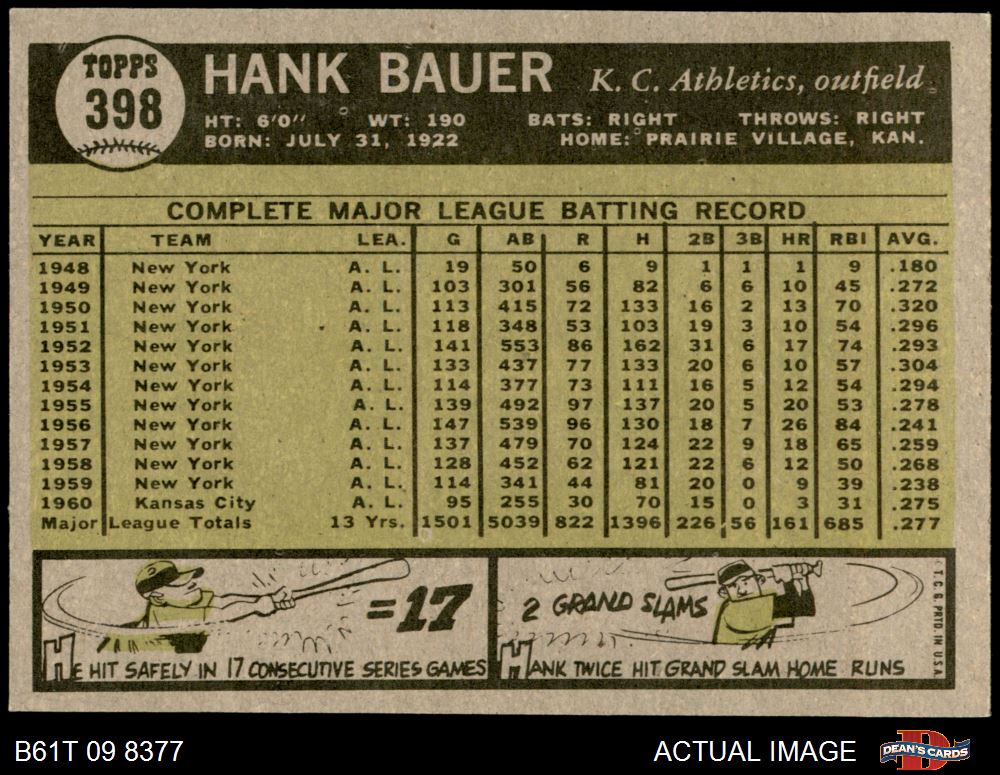 TOPPS
398
HANK BAUER K. C. Athletics, outfield
HT: 6'0'' WT: 190 BATS: RIGHT THROWS: RIGHT
BORN: JULY 31, 1922 HOME: PRAIRIE VILLAGE, KAN.
COMPLETE MAJOR LEAGUE BATTING RECORD
YEAR TEAM LEA. G AB R H 2B 3B HR RBI AVG.
1948 New York A. L. 19 50 6 9 1 1 1 9 .180
1949 New York A. L. 103 301 56 82 6 6 10 45 .272
1950 New York A. L. 113 415 72 133 16 2 13 70 .320
1951 New York A. L. 118 348 53 103 19 3 10 54 .296
1952 New York A. L. 141 553 86 162 31 6 17 74 .293
1953 New York A. L. 133 437 77 133 20 6 10 57 .304
1954 New York A. L. 114 377 73 111 16 5 12 54 .294
1955 New York A. L. 139 492 97 137 20 5 20 53 .278
1956 New York A. L. 147 539 96 130 18 7 26 84 .241
1957 New York A. L. 137 479 70 124 22 9 18 65 .259
1958 New York A. L. 128 452 62 121 22 6 12 50 .268
1959 New York A. L. 114 341 44 81 20 0 9 39 .238
1960 Kansas City A. L. 95 255 30 70 15 0 3 31 .275
Major League Totals 13 Yrs. 1501 5039 822 1396 226 56 161 685 .277
=17
HE HIT SAFELY IN 17 CONSECUTIVE SERIES GAMES
2 GRAND SLAMS
HANK TWICE HIT GRAND SLAM HOME RUNS
T. C. G. PRTD. IN U.S.A.
B61T 09 8377 ACTUAL IMAGE DEAN'S CARDS